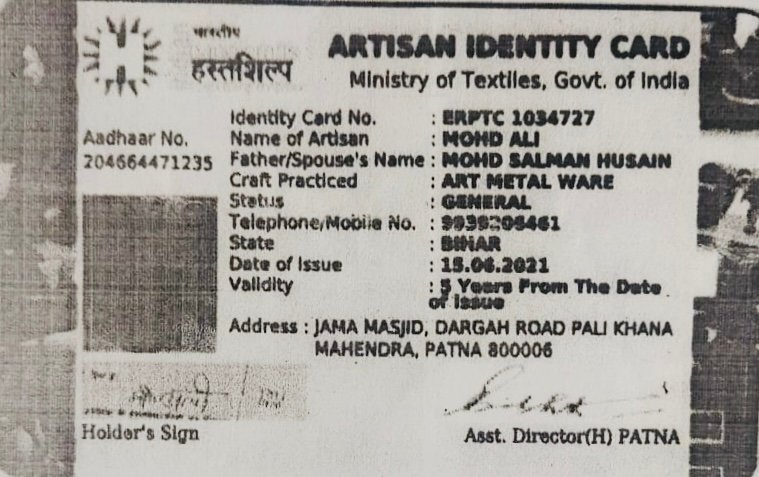 भारतीय
हस्तशिल्प
ARTISAN IDENTITY CARD
Ministry of Textiles, Govt. of India
Aadhaar No.
204664471235
Identity Card No. : ERPTC 1034727
Name of Artisan : MOHD ALI
Father/Spouse's Name : MOHD SALMAN HUSAIN
Craft Practiced : ART METAL WARE
Status : GENERAL
Telephone/Mobile No. :
State : BIHAR
Date of Issue : 15.06.2021
Validity : 5 Years From The Date
of Issue
Address : JAMA MASJID, DARGAH ROAD PALI KHANA
MAHENDRA, PATNA 800006
Holder's Sign
Asst. Director(H) PATNA